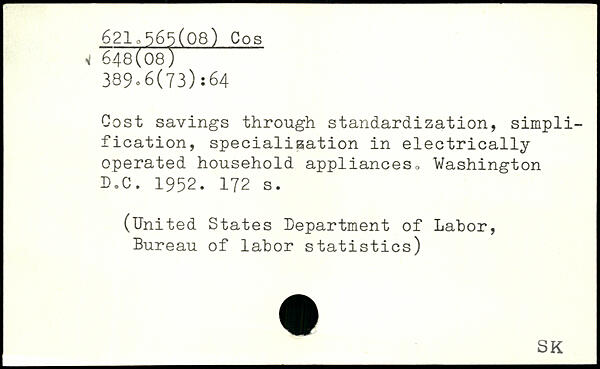 621.565(08) Cos
648(08)
389.6(73):64
Cost savings through standardization, simpli-
fication, specialization in electrically
operated household appliances. Washington
D.C. 1952. 172 s.
(United States Department of Labor,
Bureau of labor statistics)
SK